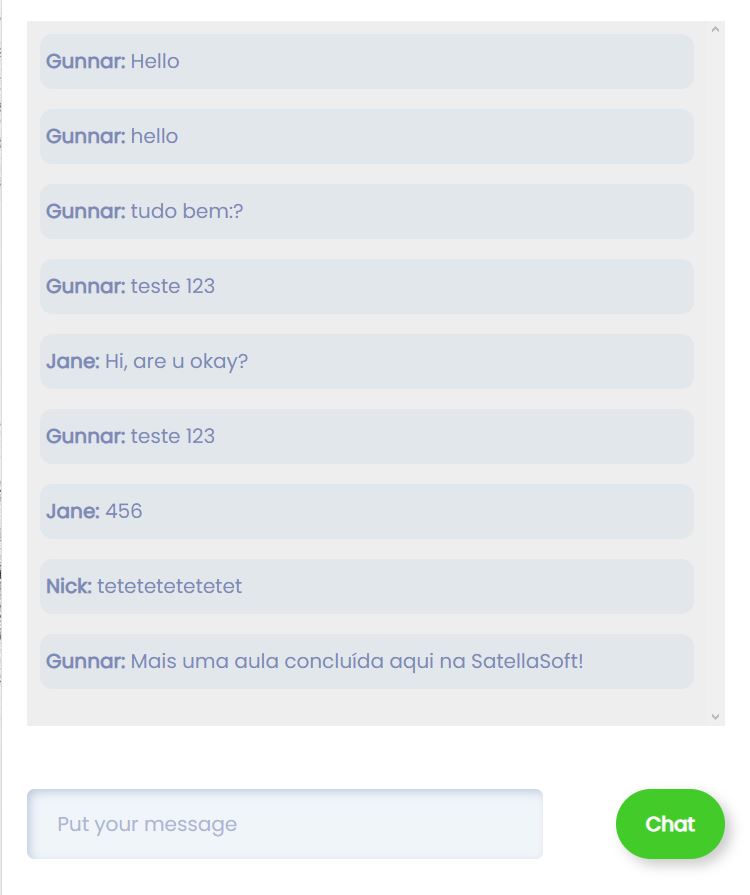 Gunnar: Hello
Gunnar: hello
Gunnar: tudo bem:?
Gunnar: teste 123
Jane: Hi, are u okay?
Gunnar: teste 123
Jane: 456
Nick: tetetetetetetet
Gunnar: Mais uma aula concluída aqui na SatellaSoft!
Put your message
Chat